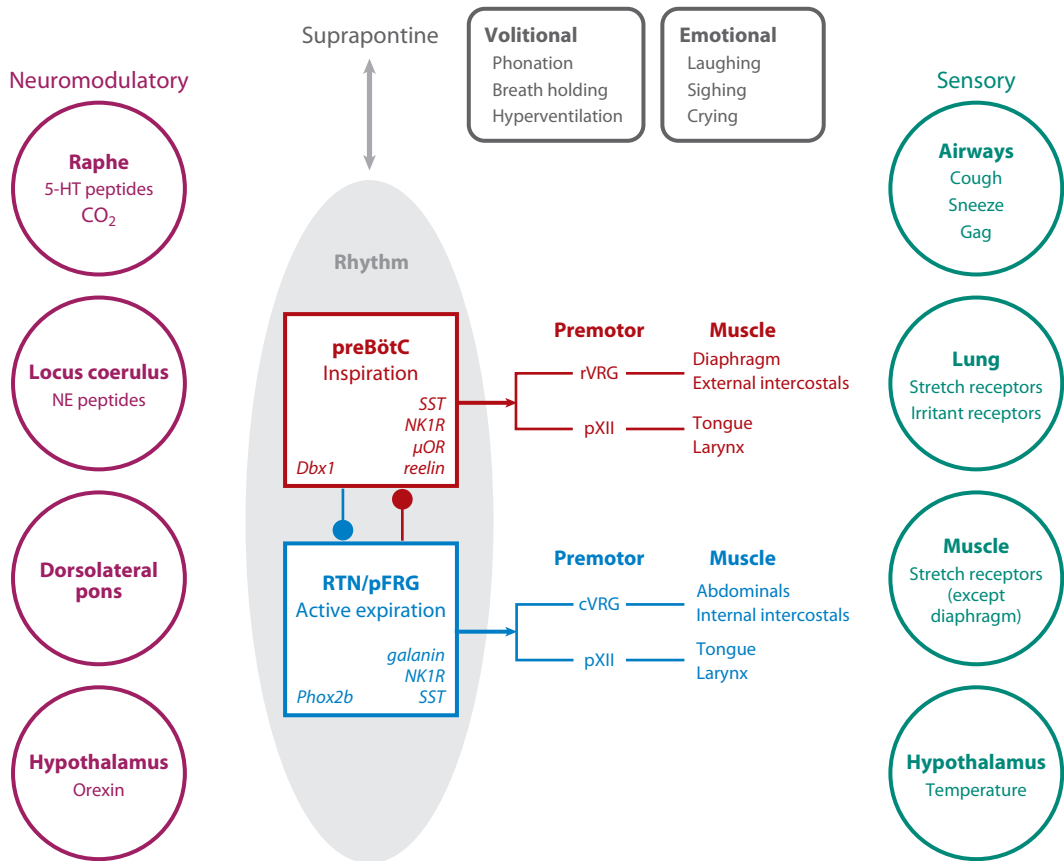 Suprapontine
Volitional
Phonation
Breath holding
Hyperventilation
Emotional
Laughing
Sighing
Crying
Neuromodulatory
Raphe
5-HT peptides
CO₂
Locus coerulus
NE peptides
Dorsolateral
pons
Hypothalamus
Orexin
Rhythm
preBötC
Inspiration
SST
NK1R
µOR
Dbx1 reelin
Premotor Muscle
rVRG
Diaphragm
External intercostals
pXII
Tongue
Larynx
RTN/pFRG
Active expiration
galanin
NK1R
Phox2b SST
Premotor Muscle
cVRG
Abdominals
Internal intercostals
pXII
Tongue
Larynx
Sensory
Airways
Cough
Sneeze
Gag
Lung
Stretch receptors
Irritant receptors
Muscle
Stretch receptors
(except
diaphragm)
Hypothalamus
Temperature